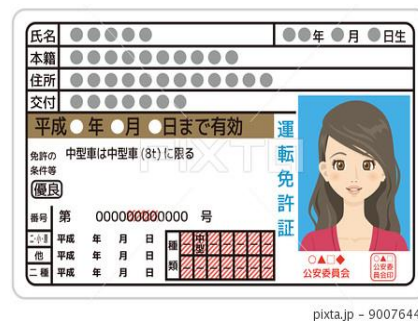 氏名 ●●●●● ●●年 ●月 ●日生
本籍 ●●●●●●●●●●
住所 ●●●●●●●●●●●●
交付 ●●●●●●●
平成●年 ●月 ●日まで有効
免許の条件等 中型車は中型車(8t)に限る
優良
番号 第 000000000000 号
平成 年 月 日
他 平成 年 月 日
二種 平成 年 月 日
種類 中型
運転免許証
○▲□◆
公安委員会
○▲□
公安委員会印
PIXTA
pixta.jp - 9007644